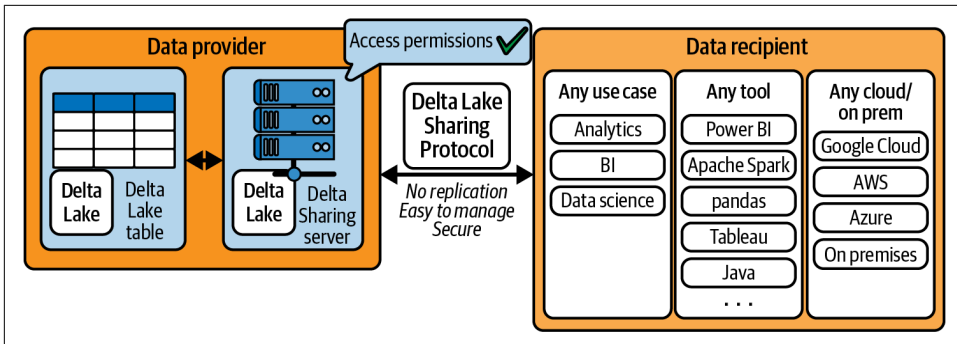 Data provider
Access permissions
Delta
Lake
Delta
Lake
table
Delta
Lake
Delta
Sharing
server
Delta Lake
Sharing
Protocol
No replication
Easy to manage
Secure
Data recipient
Any use case
Analytics
BI
Data science
Any tool
Power BI
Apache Spark
pandas
Tableau
Java
. . .
Any cloud/
on prem
Google Cloud
AWS
Azure
On premises